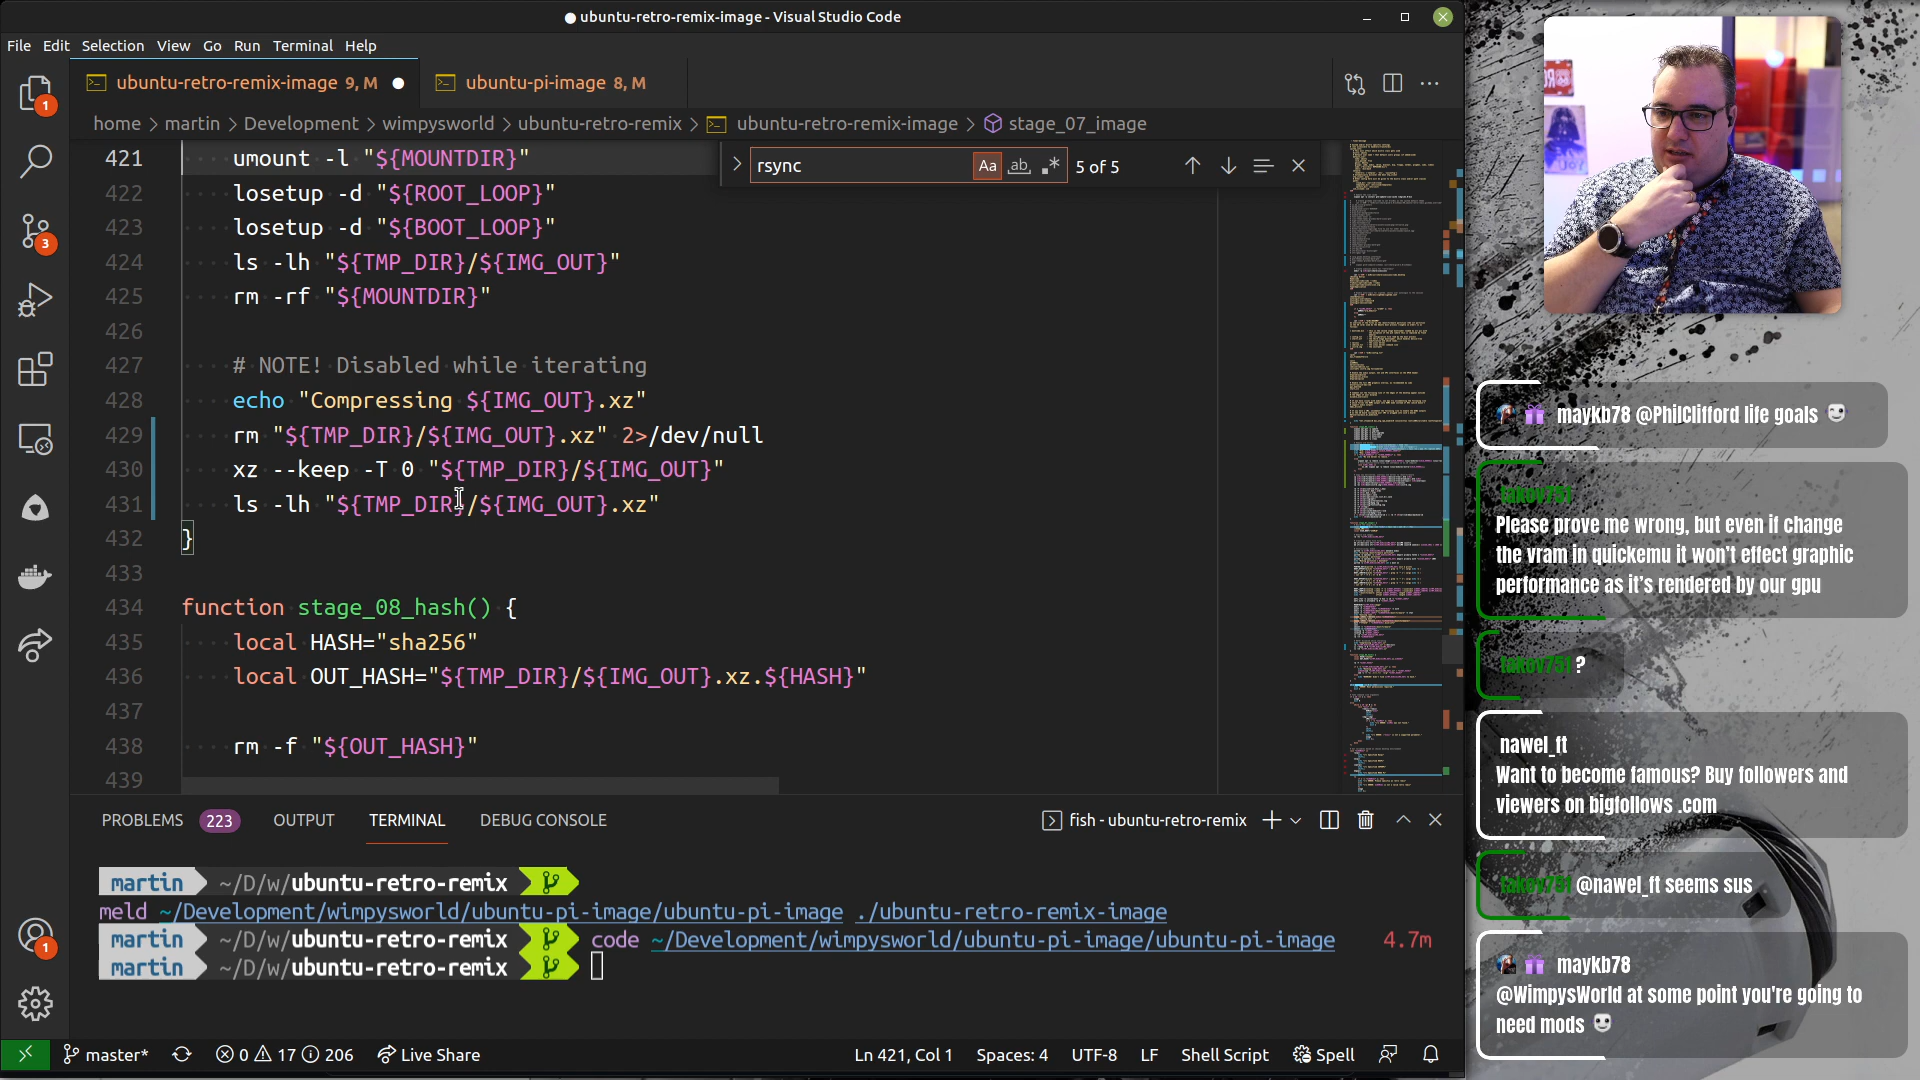 ● ubuntu-retro-remix-image - Visual Studio Code
File Edit Selection View Go Run Terminal Help
ubuntu-retro-remix-image 9, M ●
ubuntu-pi-image 8, M
home > martin > Development > wimpysworld > ubuntu-retro-remix > ubuntu-retro-remix-image > stage_07_image
rsync Aa ab .* 5 of 5
421 umount -l "${MOUNTDIR}"
422 losetup -d "${ROOT_LOOP}"
423 losetup -d "${BOOT_LOOP}"
424 ls -lh "${TMP_DIR}/${IMG_OUT}"
425 rm -rf "${MOUNTDIR}"
426
427 # NOTE! Disabled while iterating
428 echo "Compressing ${IMG_OUT}.xz"
429 rm "${TMP_DIR}/${IMG_OUT}.xz" 2>/dev/null
430 xz --keep -T 0 "${TMP_DIR}/${IMG_OUT}"
431 ls -lh "${TMP_DIR}/${IMG_OUT}.xz"
432 }
433
434 function stage_08_hash() {
435 local HASH="sha256"
436 local OUT_HASH="${TMP_DIR}/${IMG_OUT}.xz.${HASH}"
437
438 rm -f "${OUT_HASH}"
439
PROBLEMS 223 OUTPUT TERMINAL DEBUG CONSOLE
fish - ubuntu-retro-remix
martin ~/D/w/ubuntu-retro-remix
meld ~/Development/wimpysworld/ubuntu-pi-image/ubuntu-pi-image ./ubuntu-retro-remix-image
martin ~/D/w/ubuntu-retro-remix code ~/Development/wimpysworld/ubuntu-pi-image/ubuntu-pi-image 4.7m
martin ~/D/w/ubuntu-retro-remix
master* 0 17 206 Live Share
Ln 421, Col 1 Spaces: 4 UTF-8 LF Shell Script Spell
1
3
1
maykb78 @PhilClifford life goals
Please prove me wrong, but even if change
the vram in quickemu it won't effect graphic
performance as it's rendered by our gpu
?
nawel_ft
Want to become famous? Buy followers and
viewers on bigfollows .com
@nawel_ft seems sus
maykb78
@WimpysWorld at some point you're going to
need mods